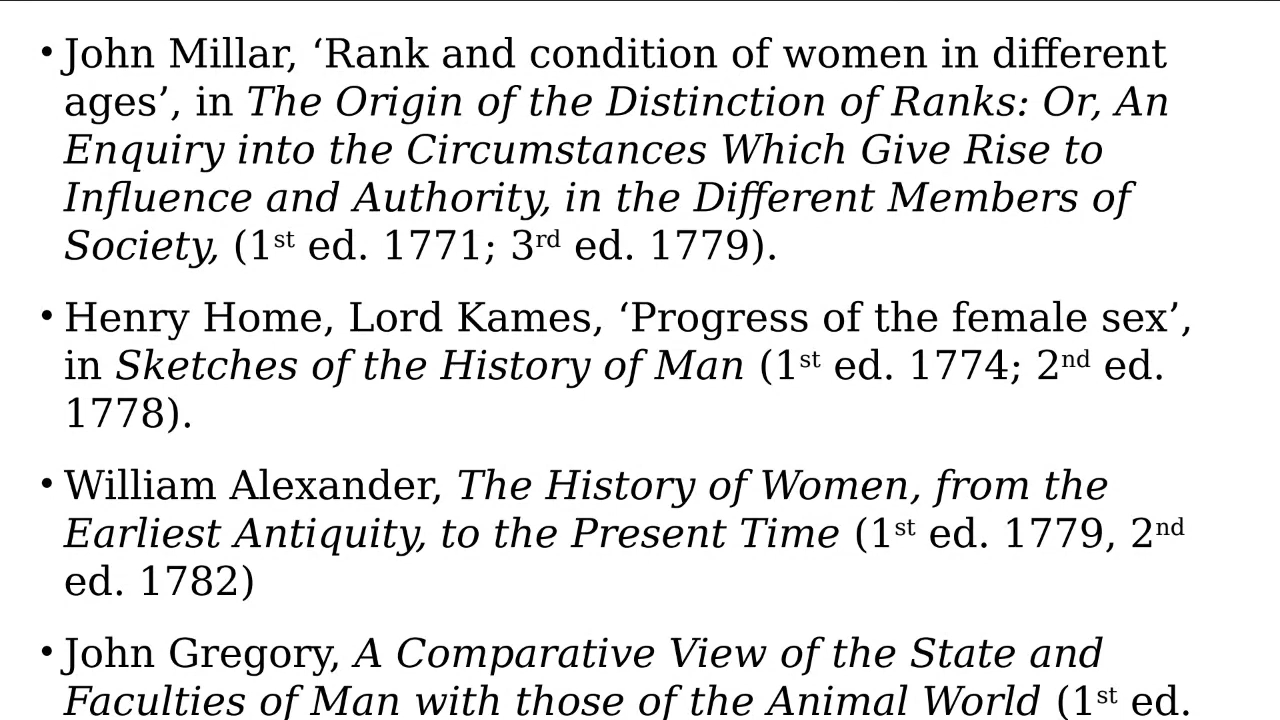 • John Millar, ‘Rank and condition of women in different
ages’, in The Origin of the Distinction of Ranks: Or, An
Enquiry into the Circumstances Which Give Rise to
Influence and Authority, in the Different Members of
Society, (1st ed. 1771; 3rd ed. 1779).
• Henry Home, Lord Kames, ‘Progress of the female sex’,
in Sketches of the History of Man (1st ed. 1774; 2nd ed.
1778).
• William Alexander, The History of Women, from the
Earliest Antiquity, to the Present Time (1st ed. 1779, 2nd
ed. 1782)
• John Gregory, A Comparative View of the State and
Faculties of Man with those of the Animal World (1st ed.